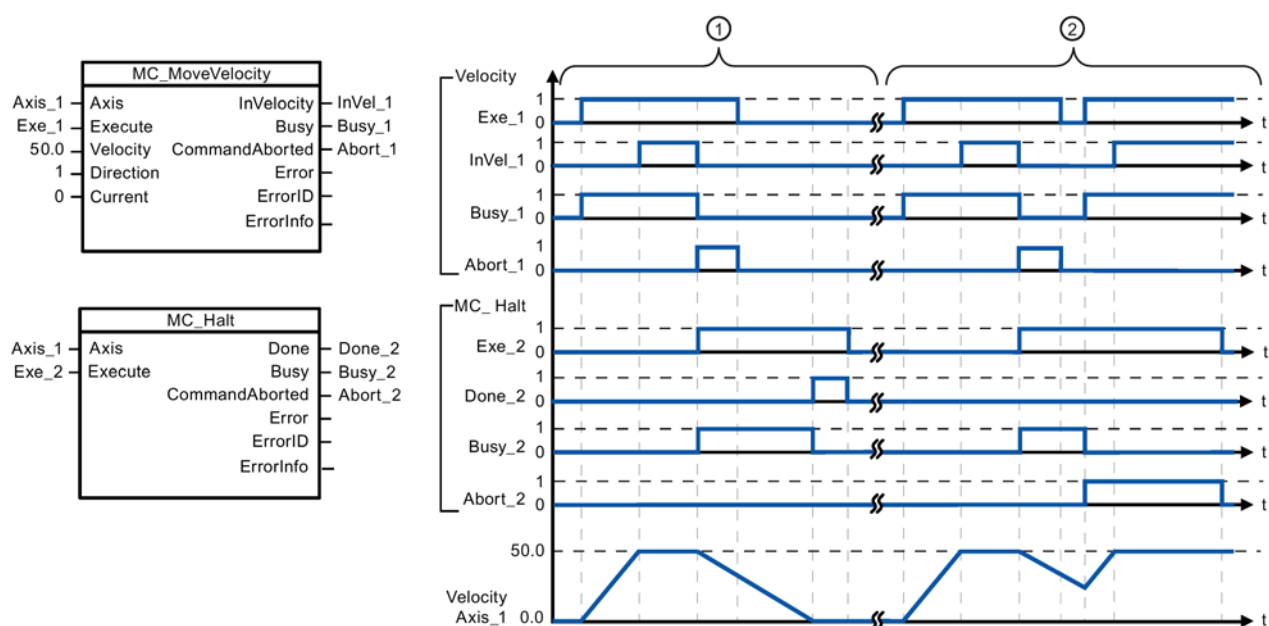 MC_MoveVelocity
Axis_1 Axis InVelocity InVel_1
Exe_1 Execute Busy Busy_1
50.0 Velocity CommandAborted Abort_1
1 Direction Error
0 Current ErrorID
ErrorInfo
MC_Halt
Axis_1 Axis Done Done_2
Exe_2 Execute Busy Busy_2
CommandAborted Abort_2
Error
ErrorID
ErrorInfo
1 2
Velocity
Exe_1 1 0 t
InVel_1 1 0 t
Busy_1 1 0 t
Abort_1 1 0 t
MC_ Halt
Exe_2 1 0 t
Done_2 1 0 t
Busy_2 1 0 t
Abort_2 1 0 t
50.0
Velocity
Axis_1 0.0 t